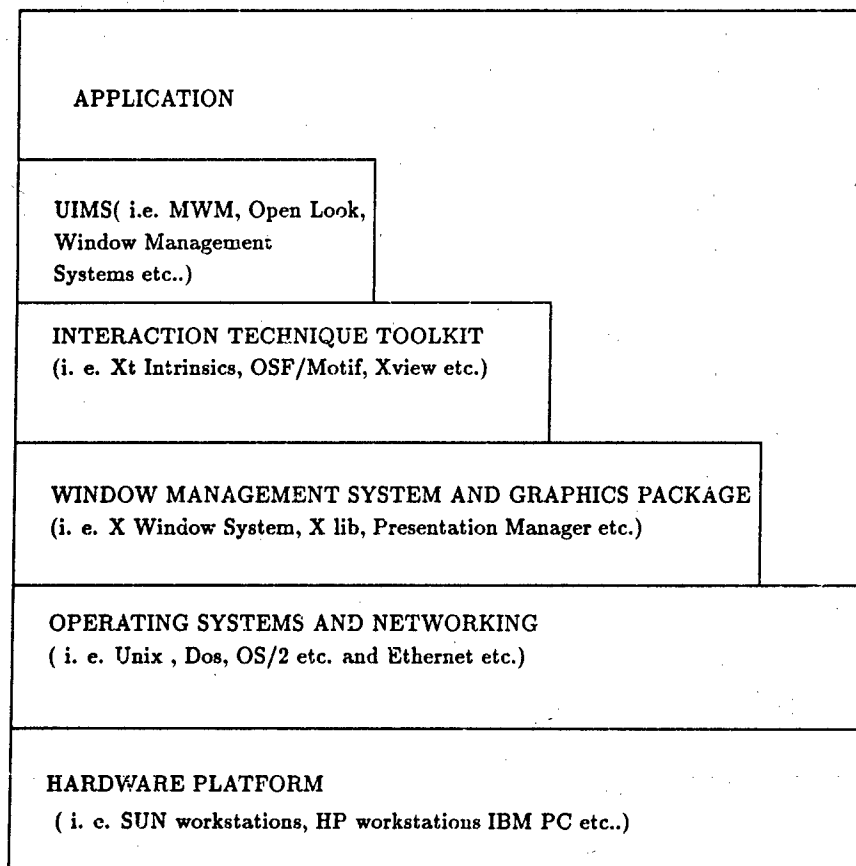 APPLICATION
UIMS( i.e. MWM, Open Look,
Window Management
Systems etc..)
INTERACTION TECHNIQUE TOOLKIT
(i. e. Xt Intrinsics, OSF/Motif, Xview etc.)
WINDOW MANAGEMENT SYSTEM AND GRAPHICS PACKAGE
(i. e. X Window System, X lib, Presentation Manager etc.)
OPERATING SYSTEMS AND NETWORKING
( i. e. Unix , Dos, OS/2 etc. and Ethernet etc.)
HARDWARE PLATFORM
( i. e. SUN workstations, HP workstations IBM PC etc..)